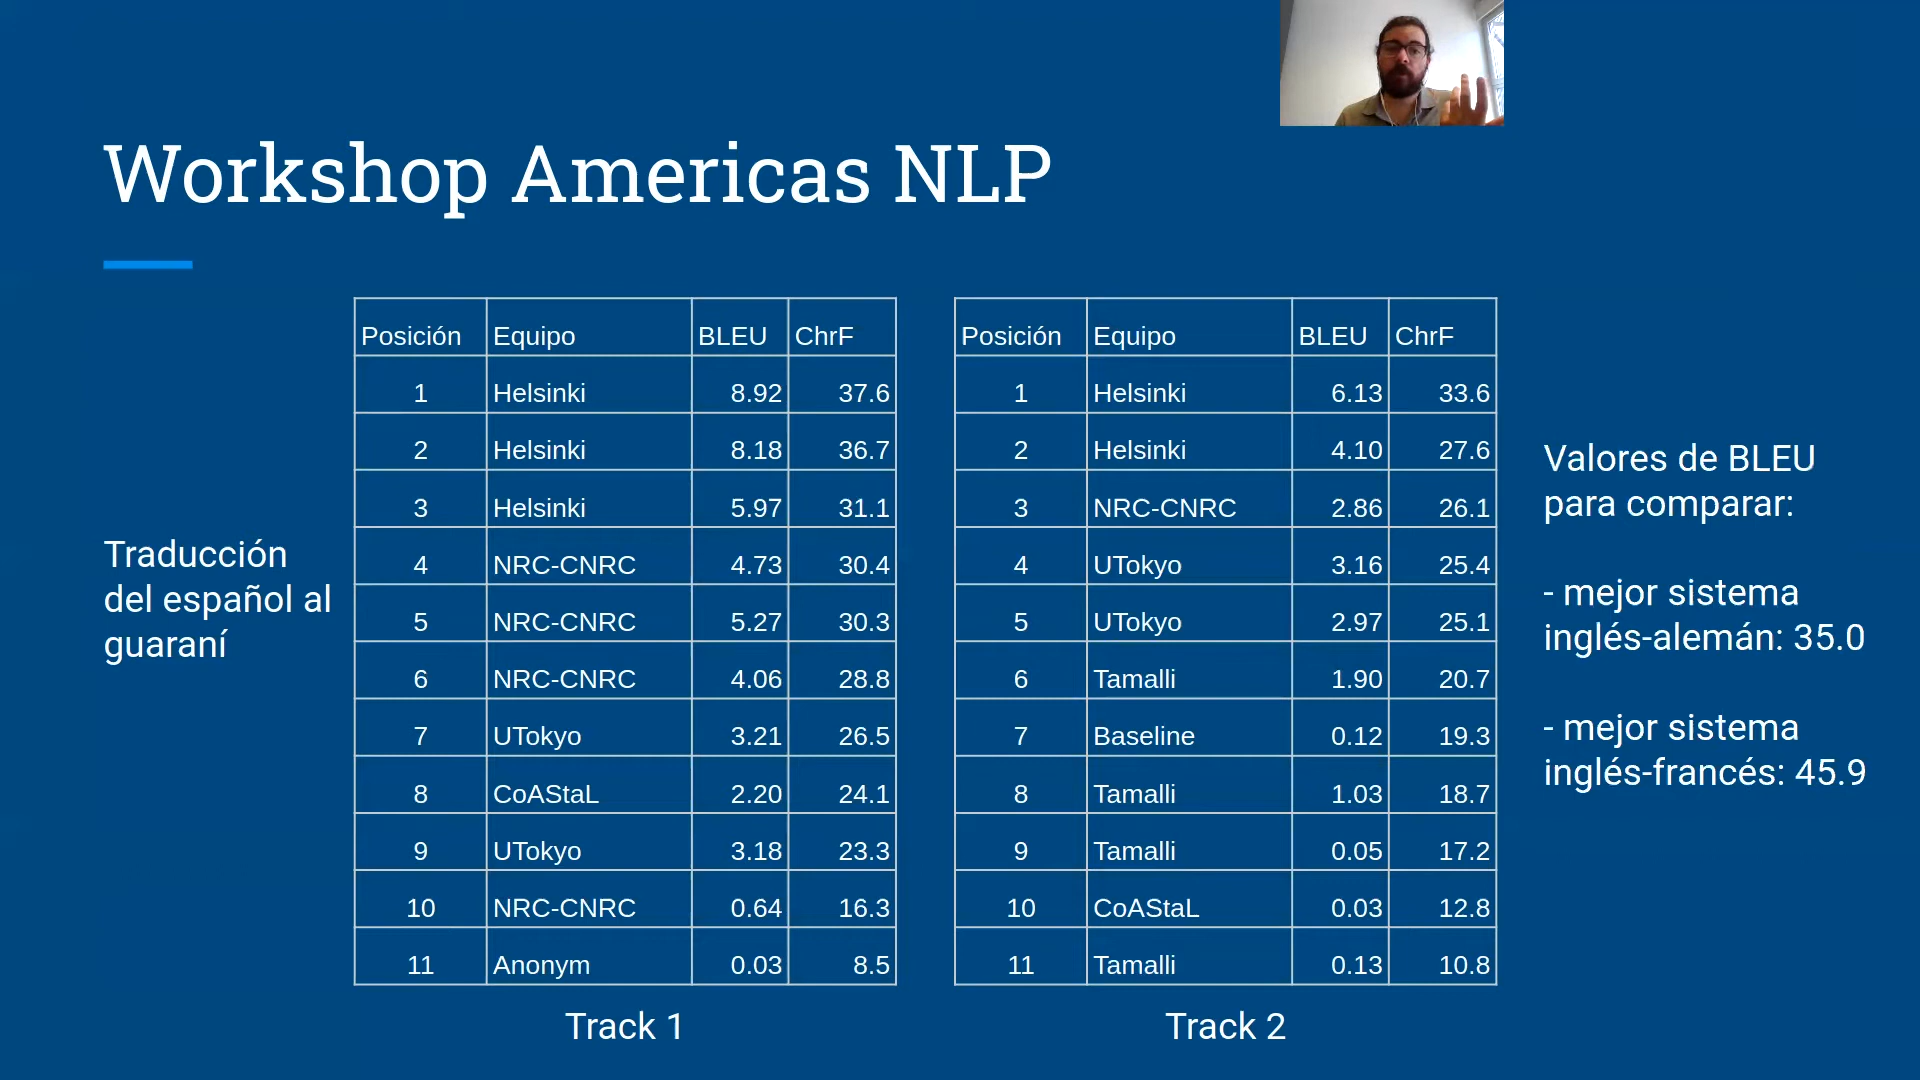 Workshop Americas NLP
Traducción
del español al
guaraní
Posición Equipo BLEU ChrF
1 Helsinki 8.92 37.6
2 Helsinki 8.18 36.7
3 Helsinki 5.97 31.1
4 NRC-CNRC 4.73 30.4
5 NRC-CNRC 5.27 30.3
6 NRC-CNRC 4.06 28.8
7 UTokyo 3.21 26.5
8 CoAStaL 2.20 24.1
9 UTokyo 3.18 23.3
10 NRC-CNRC 0.64 16.3
11 Anonym 0.03 8.5
Track 1
Posición Equipo BLEU ChrF
1 Helsinki 6.13 33.6
2 Helsinki 4.10 27.6
3 NRC-CNRC 2.86 26.1
4 UTokyo 3.16 25.4
5 UTokyo 2.97 25.1
6 Tamalli 1.90 20.7
7 Baseline 0.12 19.3
8 Tamalli 1.03 18.7
9 Tamalli 0.05 17.2
10 CoAStaL 0.03 12.8
11 Tamalli 0.13 10.8
Track 2
Valores de BLEU
para comparar:
- mejor sistema
inglés-alemán: 35.0
- mejor sistema
inglés-francés: 45.9